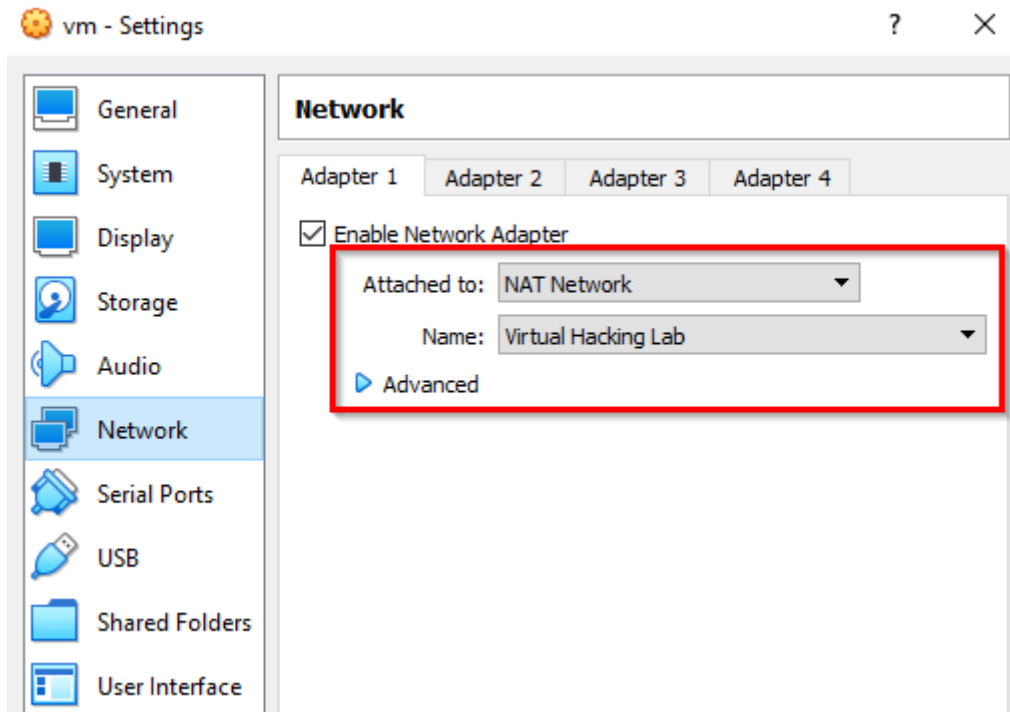 vm - Settings
?
General
System
Display
Storage
Audio
Network
Serial Ports
USB
Shared Folders
User Interface
Network
Adapter 1 Adapter 2 Adapter 3 Adapter 4
Enable Network Adapter
Attached to: NAT Network
Name: Virtual Hacking Lab
Advanced